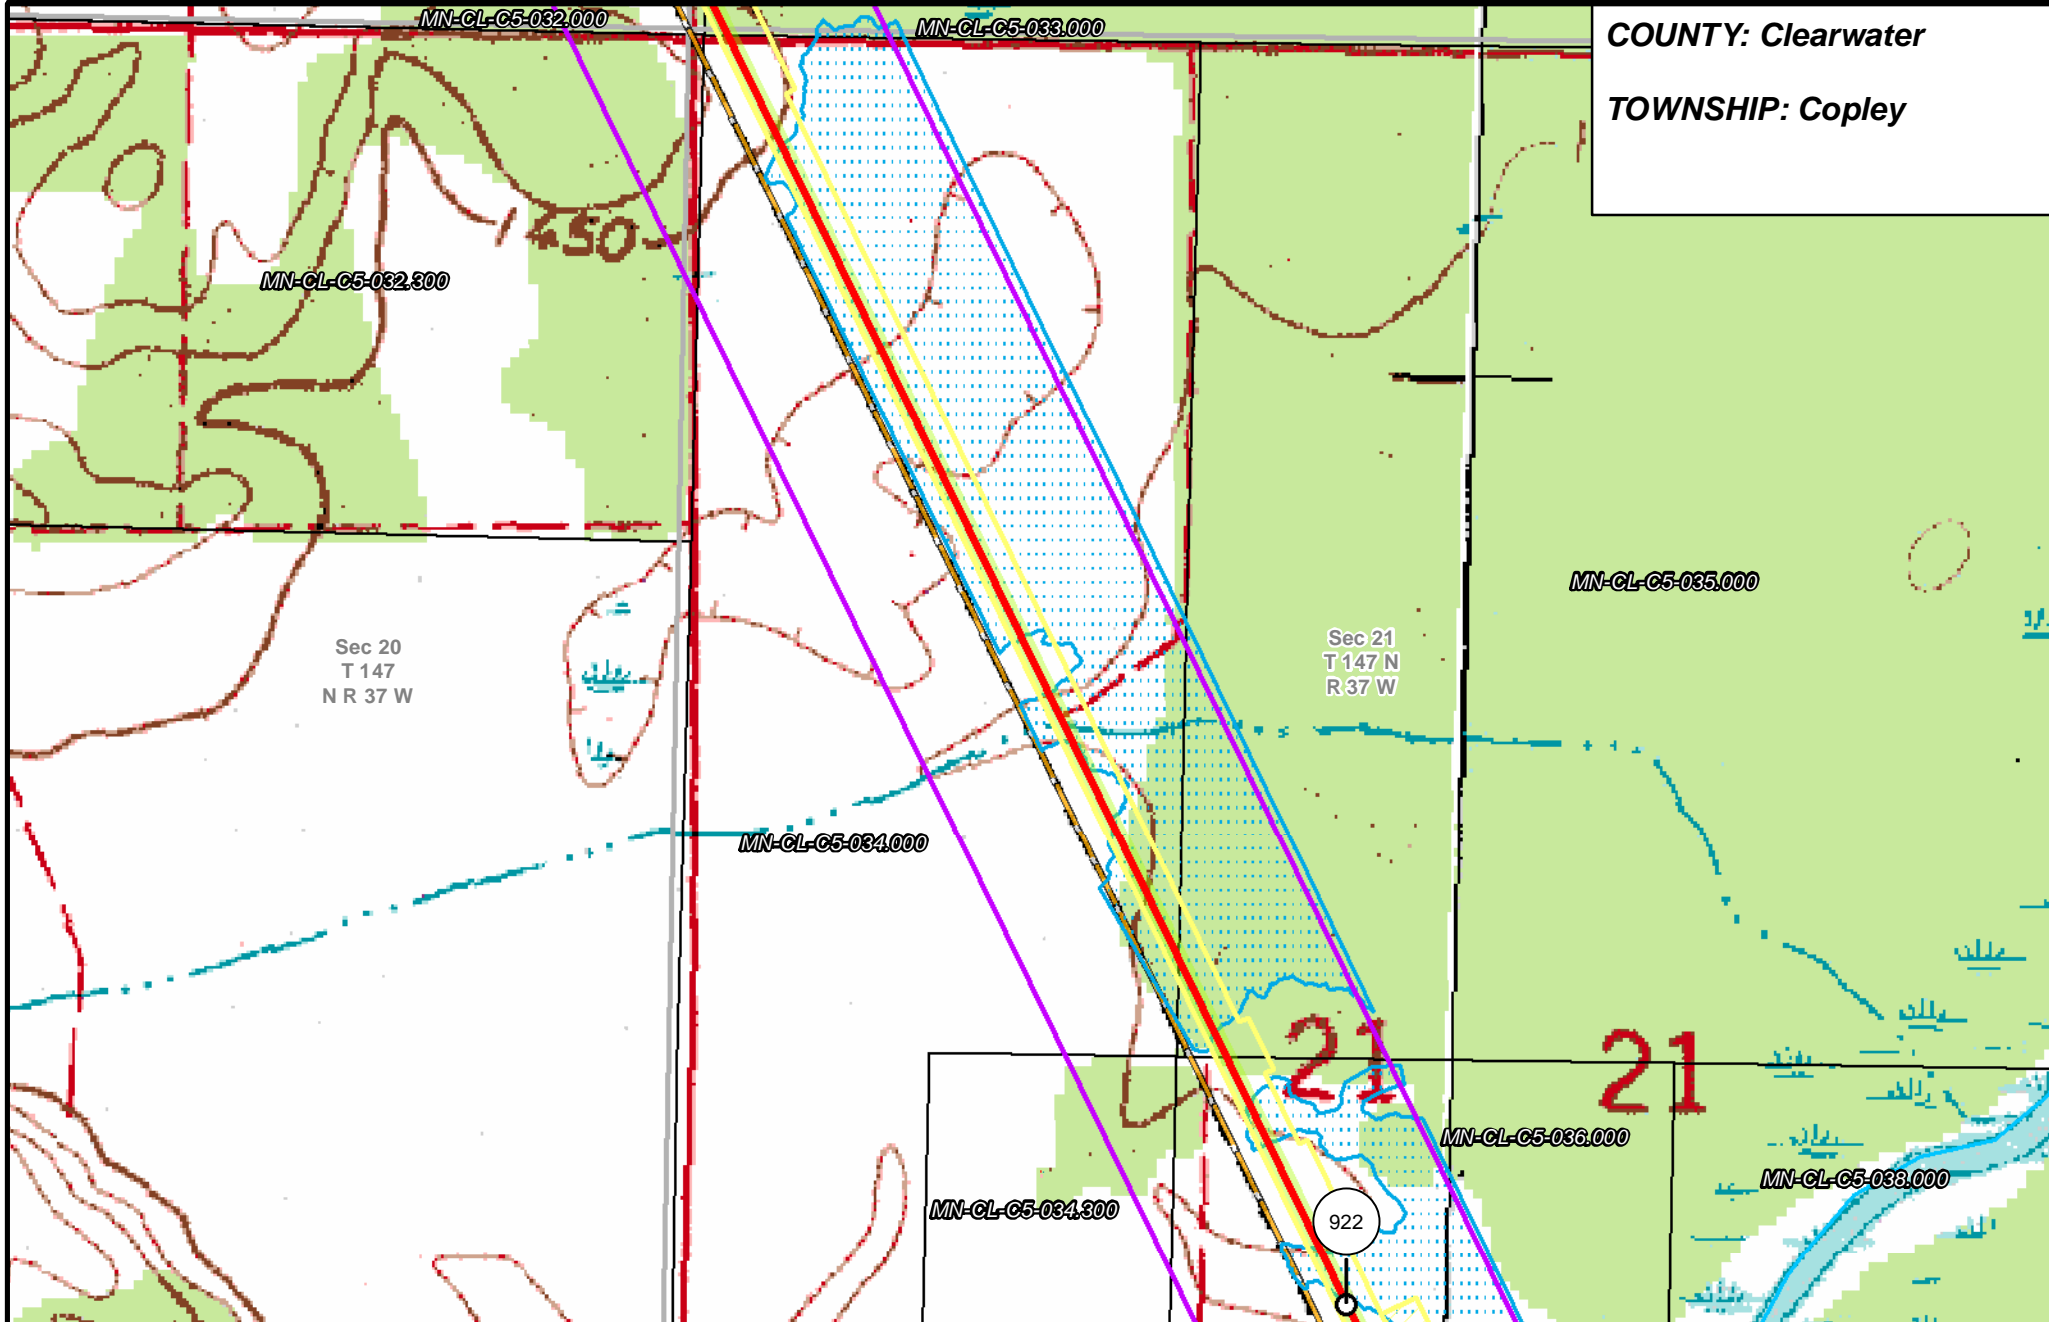 MN-CL-C5-032.000
MN-CL-C5-033.000
COUNTY: Clearwater
TOWNSHIP: Copley
1450
MN-CL-C5-032.300
MN-CL-C5-035.000
Sec 20
T 147
N R 37 W
Sec 21
T 147 N
R 37 W
MN-CL-C5-034.000
21
21
MN-CL-C5-036.000
MN-CL-C5-038.000
MN-CL-C5-034.300
922